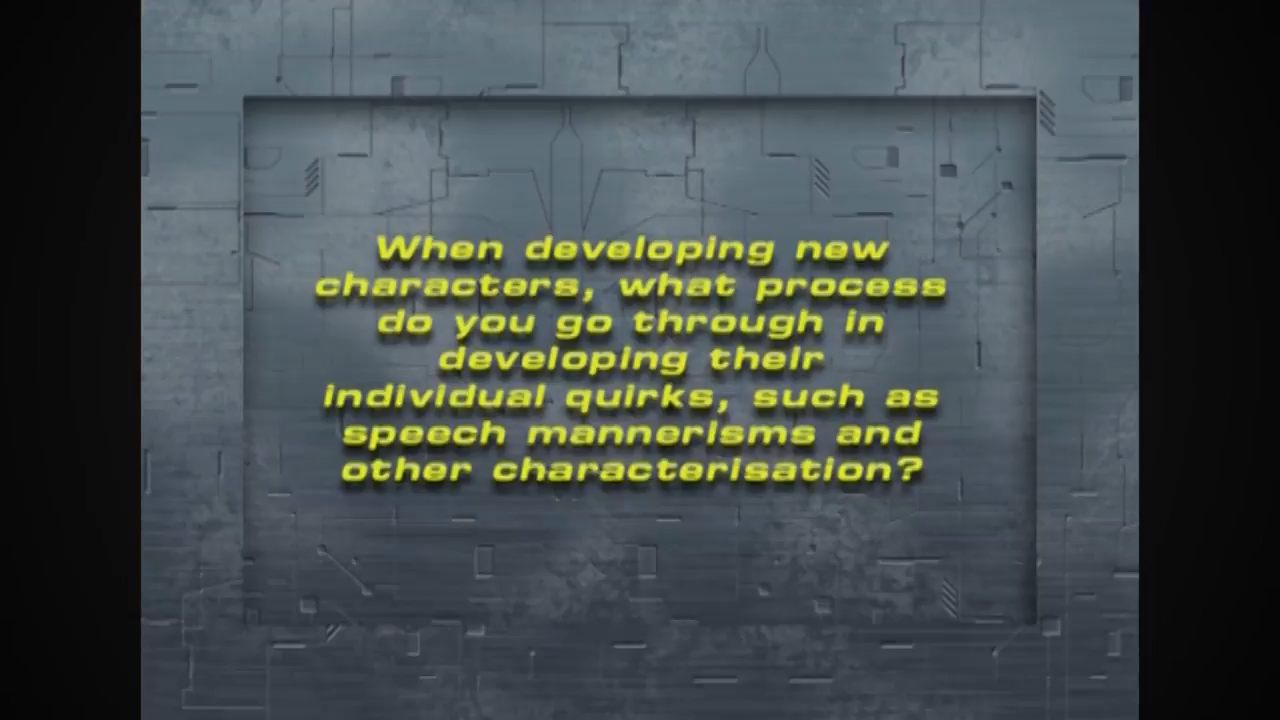 When developing new
characters, what process
do you go through in
developing their
individual quirks, such as
speech mannerisms and
other characterisation?